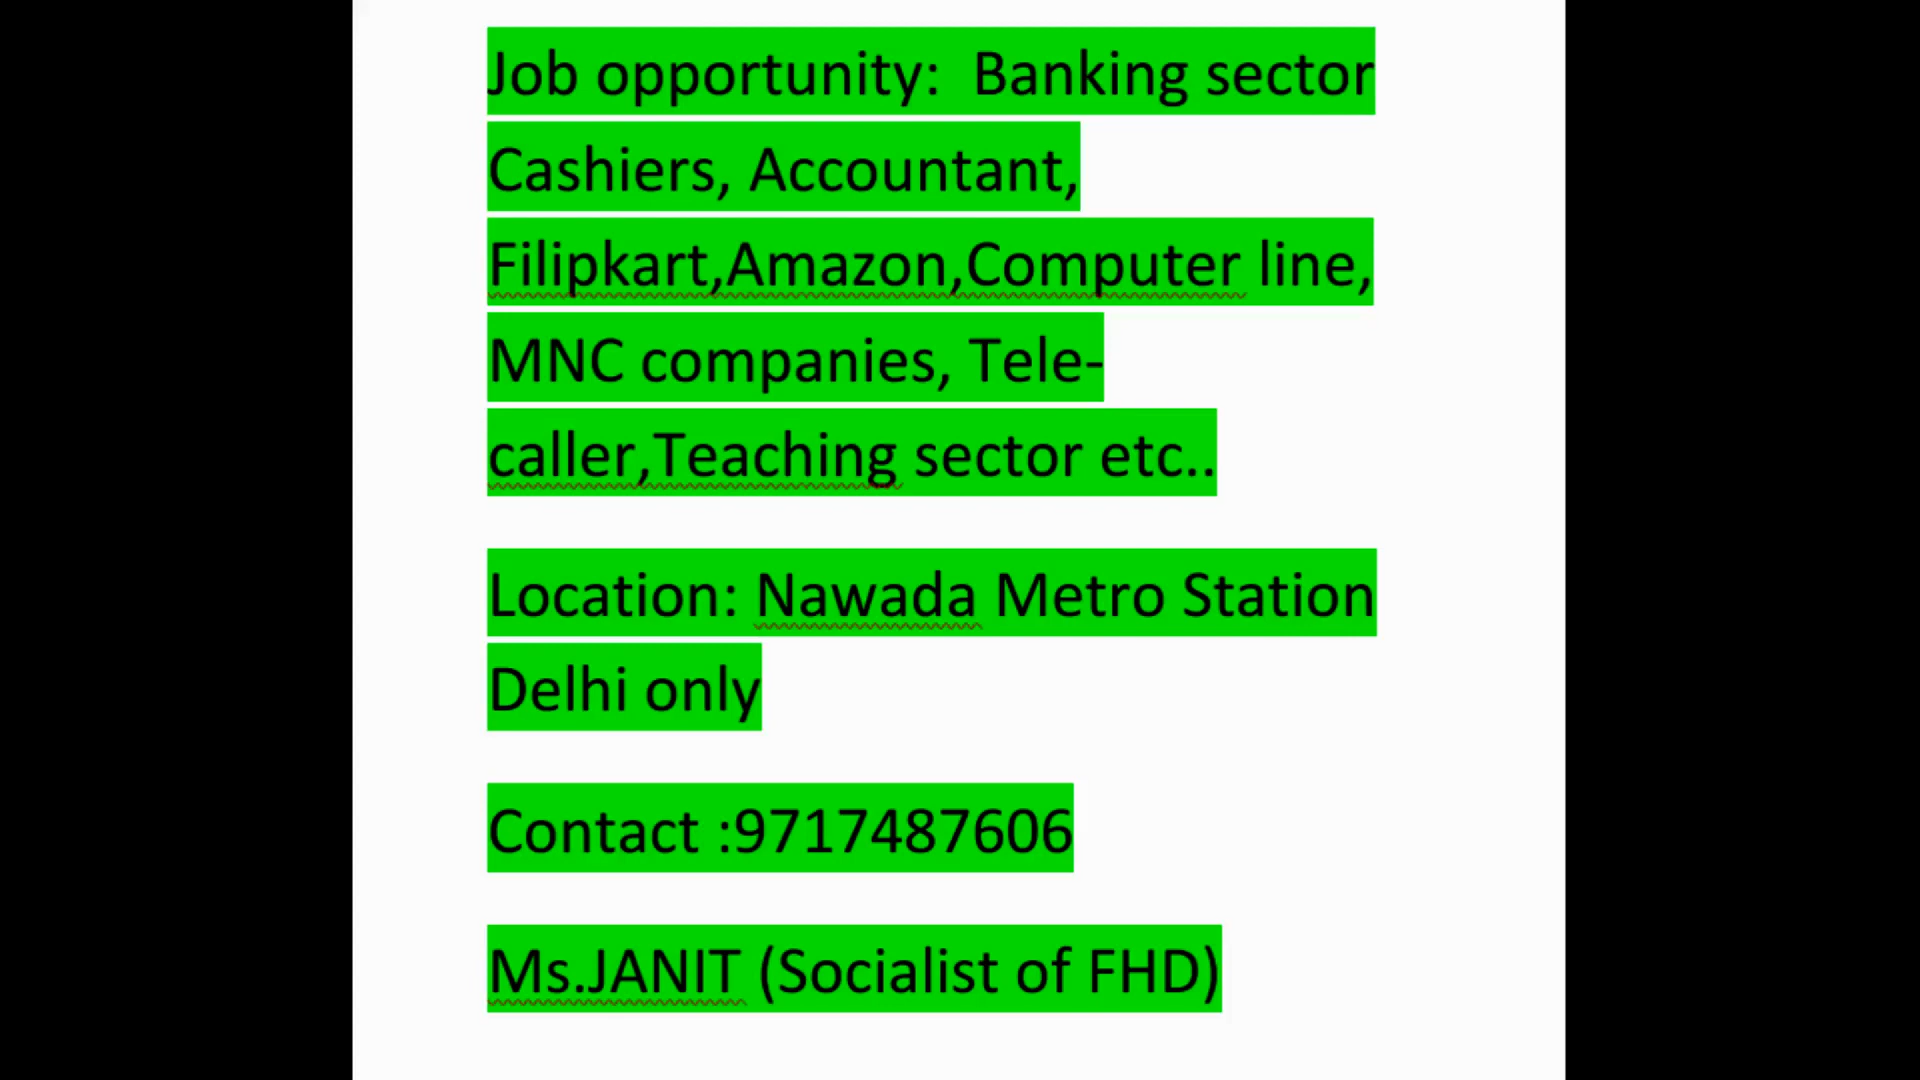 Job opportunity:  Banking sector
Cashiers, Accountant,
Filipkart,Amazon,Computer line,
MNC companies, Tele-
caller,Teaching sector etc..
Location: Nawada Metro Station
Delhi only
Contact :9717487606
Ms.JANIT (Socialist of FHD)